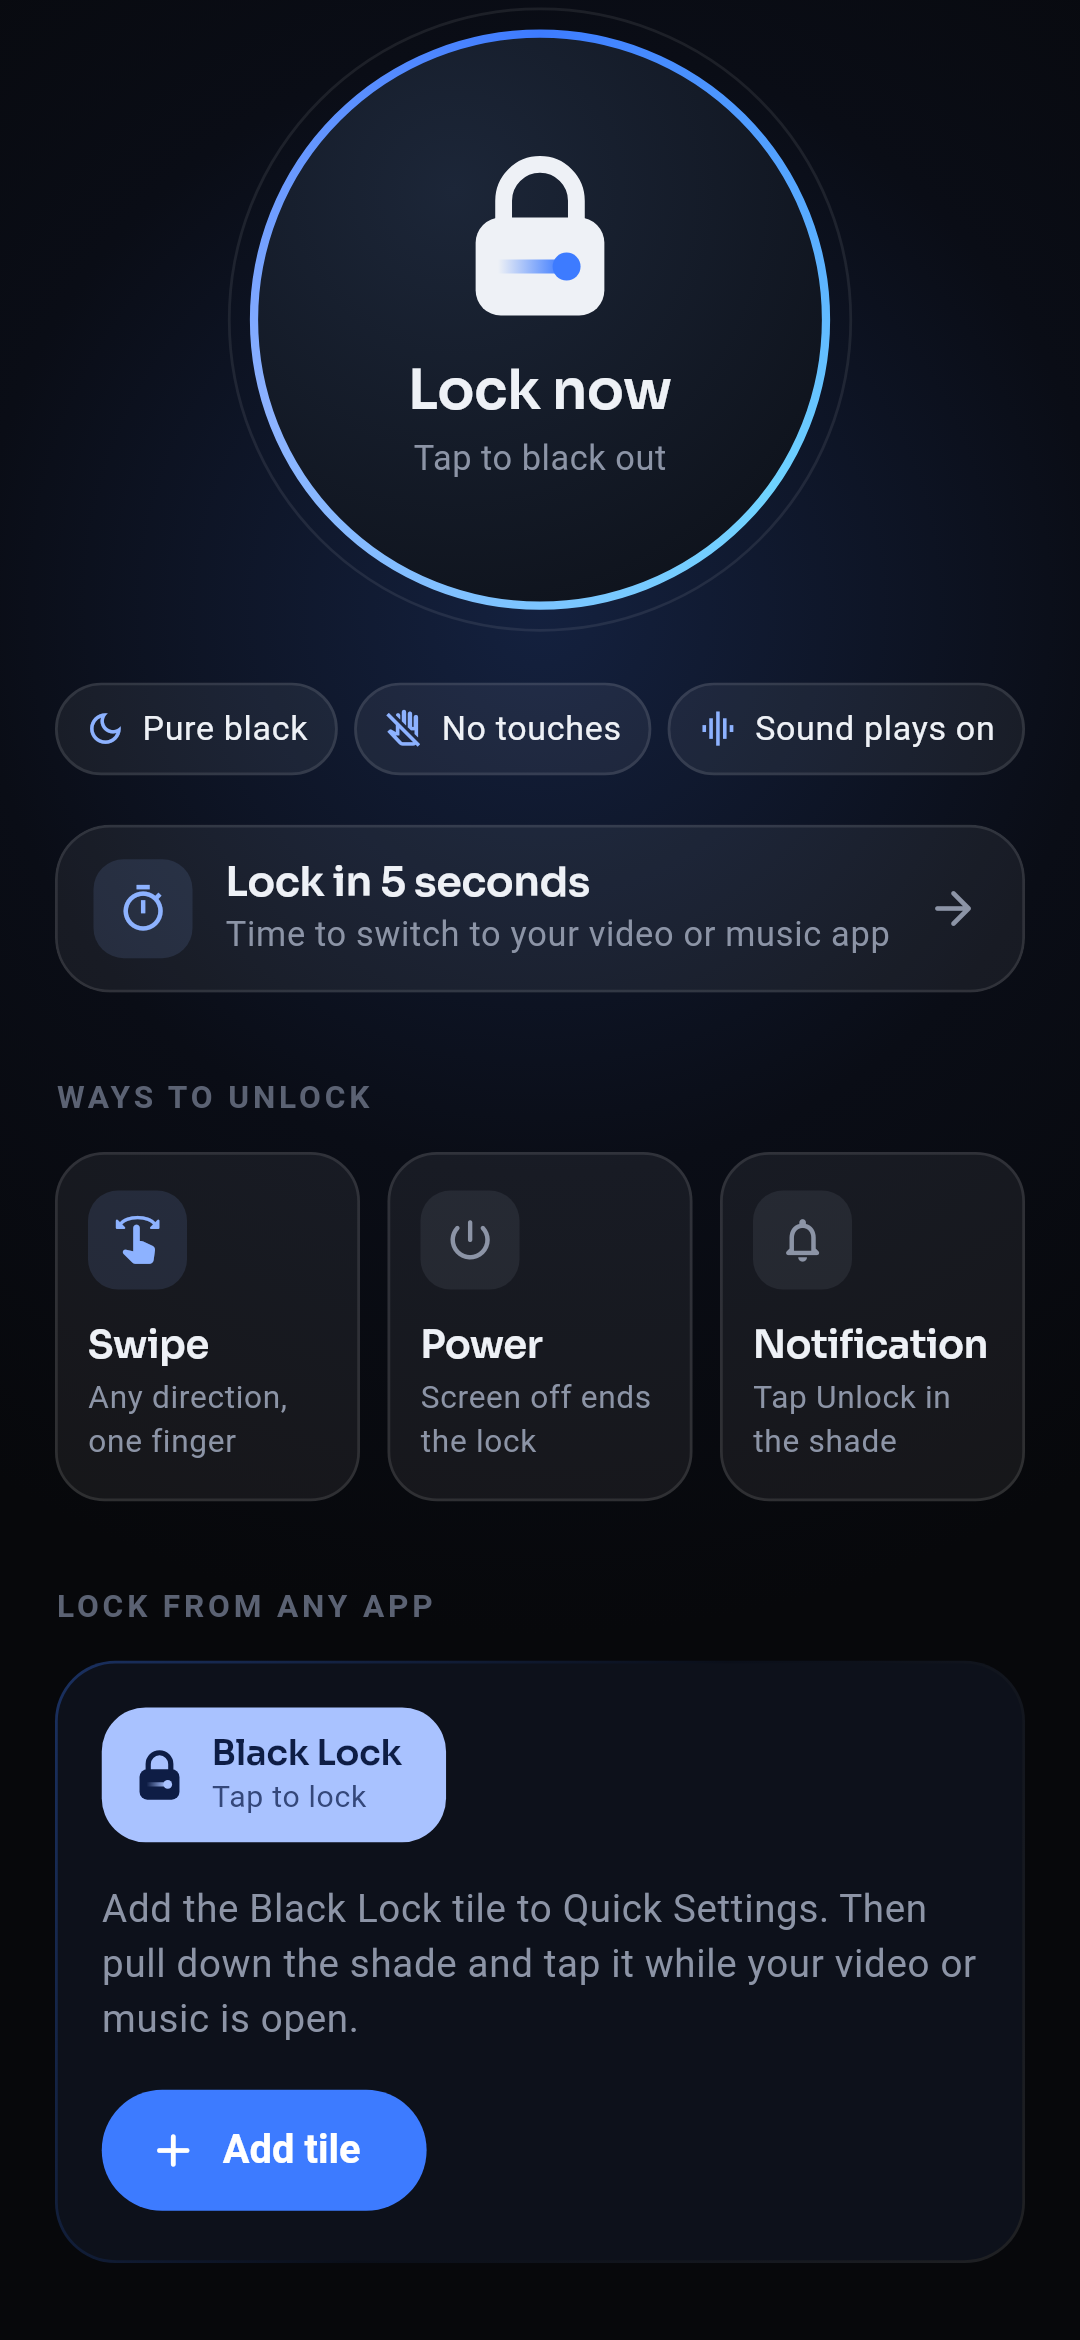 Lock now
Tap to black out
Pure black
No touches
Sound plays on
Lock in 5 seconds
Time to switch to your video or music app
WAYS TO UNLOCK
Swipe
Any direction,
one finger
Power
Screen off ends
the lock
Notification
Tap Unlock in
the shade
LOCK FROM ANY APP
Black Lock
Tap to lock
Add the Black Lock tile to Quick Settings. Then
pull down the shade and tap it while your video or
music is open.
Add tile